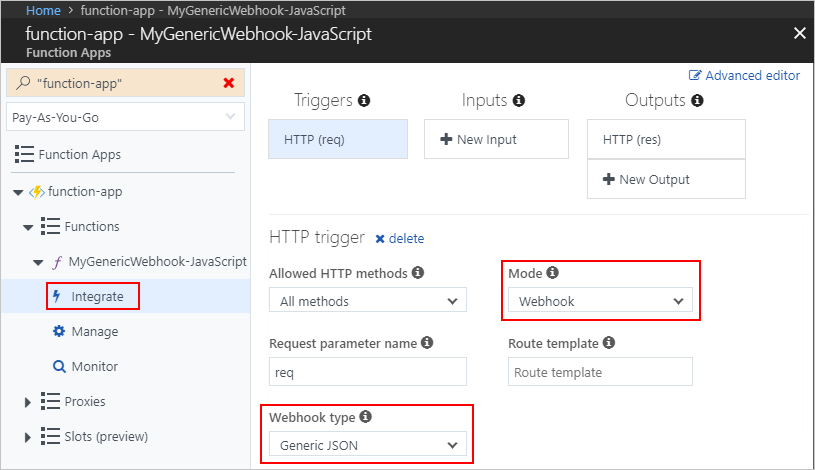 Home > function-app - MyGenericWebhook-JavaScript
function-app - MyGenericWebhook-JavaScript
Function Apps
"function-app"
Pay-As-You-Go
Function Apps
function-app
Functions
MyGenericWebhook-JavaScript
Integrate
Manage
Monitor
Proxies
Slots (preview)
Advanced editor
Triggers
Inputs
Outputs
HTTP (req)
New Input
HTTP (res)
New Output
HTTP trigger
delete
Allowed HTTP methods
Mode
All methods
Webhook
Request parameter name
Route template
req
Route template
Webhook type
Generic JSON